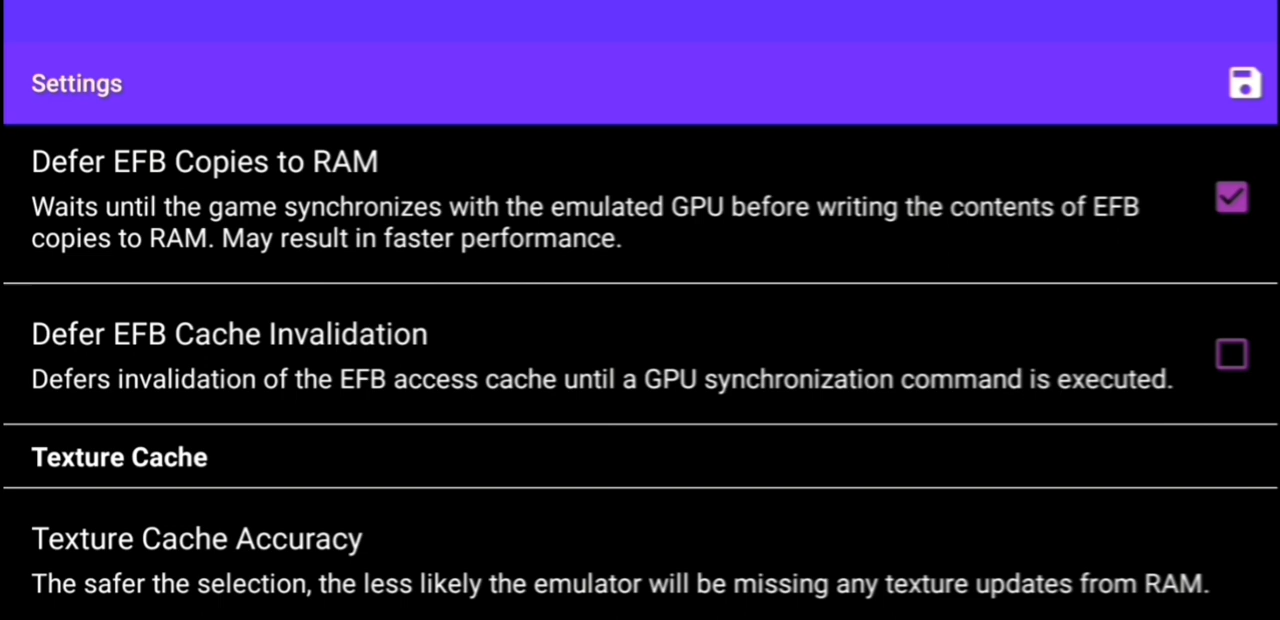 Settings
Defer EFB Copies to RAM
Waits until the game synchronizes with the emulated GPU before writing the contents of EFB
copies to RAM. May result in faster performance.
Defer EFB Cache Invalidation
Defers invalidation of the EFB access cache until a GPU synchronization command is executed.
Texture Cache
Texture Cache Accuracy
The safer the selection, the less likely the emulator will be missing any texture updates from RAM.